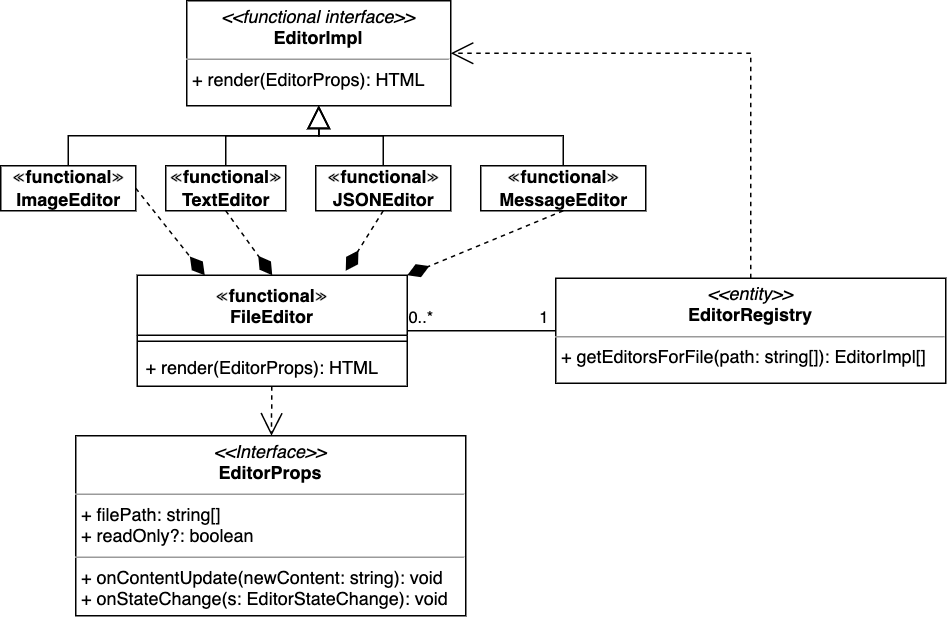 <<functional interface>>
EditorImpl
+ render(EditorProps): HTML
≪functional≫
ImageEditor
≪functional≫
TextEditor
≪functional≫
JSONEditor
≪functional≫
MessageEditor
≪functional≫
FileEditor
+ render(EditorProps): HTML
0..*
1
<<entity>>
EditorRegistry
+ getEditorsForFile(path: string[]): EditorImpl[]
<<Interface>>
EditorProps
+ filePath: string[]
+ readOnly?: boolean
+ onContentUpdate(newContent: string): void
+ onStateChange(s: EditorStateChange): void